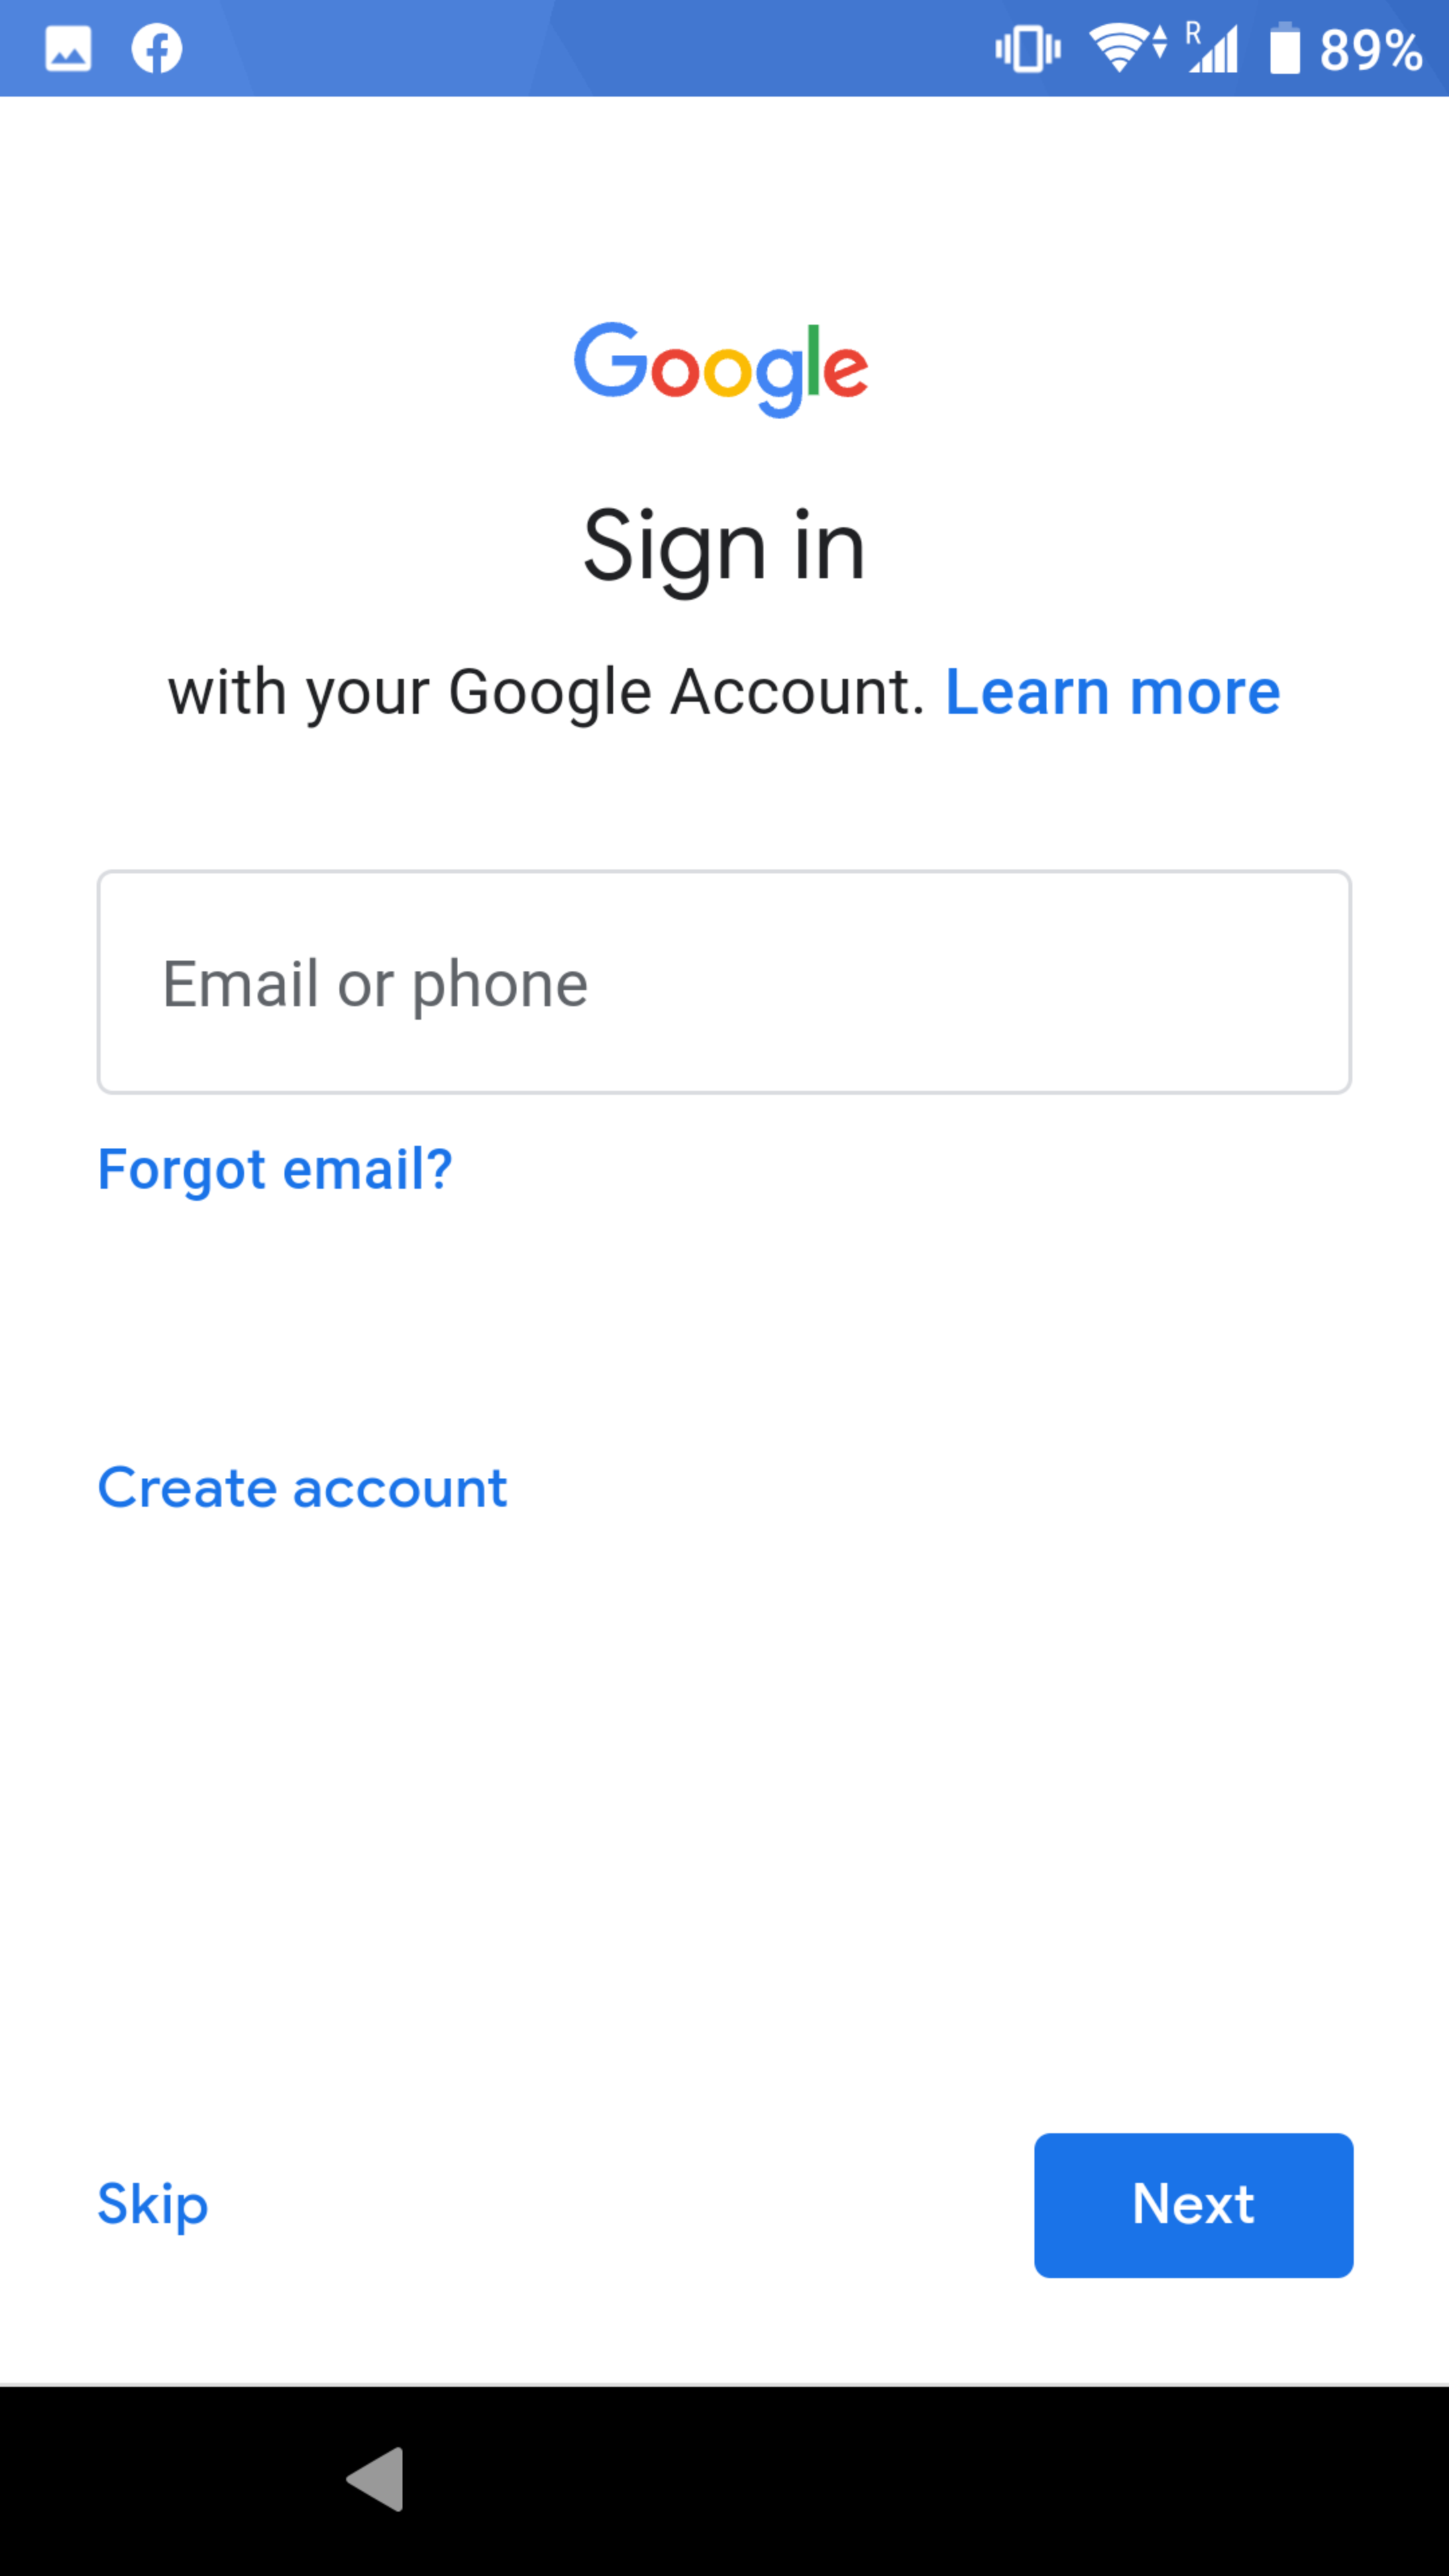 R 89%
Google
Sign in
with your Google Account. Learn more
Email or phone
Forgot email?
Create account
Skip
Next